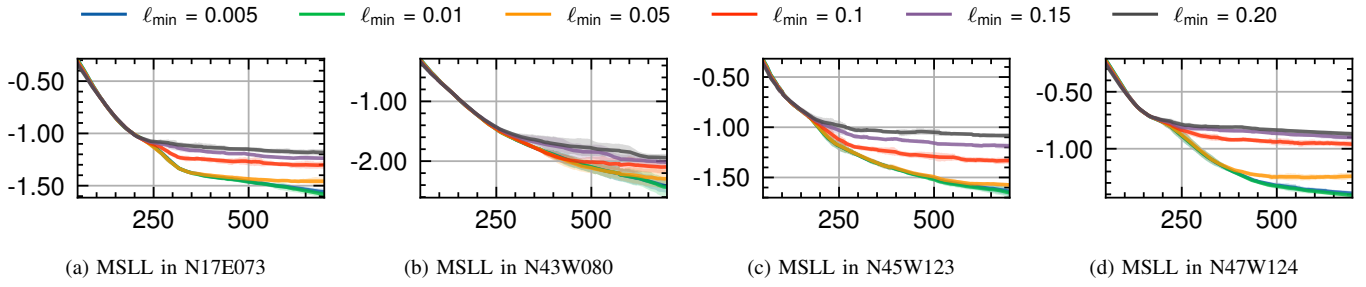 ℓmin = 0.005 ℓmin = 0.01 ℓmin = 0.05 ℓmin = 0.1 ℓmin = 0.15 ℓmin = 0.20
-0.50
-1.00
-1.50
250 500
-1.00
-2.00
250 500
-0.50
-1.00
-1.50
250 500
-0.50
-1.00
250 500
(a) MSLL in N17E073
(b) MSLL in N43W080
(c) MSLL in N45W123
(d) MSLL in N47W124